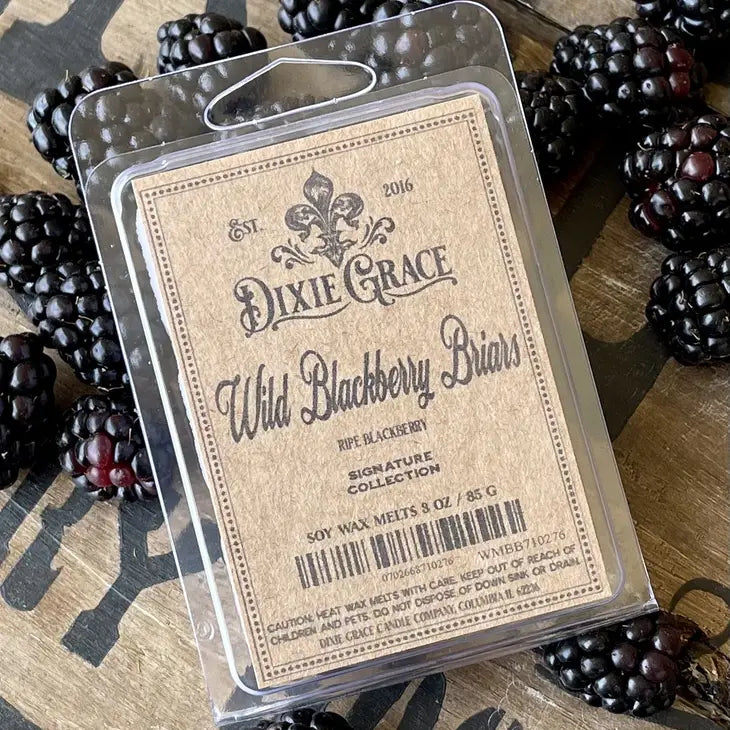 EST. 2016
DIXIE GRACE
Wild Blackberry Briars
RIPE BLACKBERRY
SIGNATURE
COLLECTION
SOY WAX MELTS 3 OZ / 85 G
0702668710276 WMBB710276
CAUTION: HEAT WAX MELTS WITH CARE. KEEP OUT OF REACH OF
CHILDREN AND PETS. DO NOT DISPOSE OF DOWN SINK OR DRAIN.
DIXIE GRACE CANDLE COMPANY, COLUMBIA IL 62236